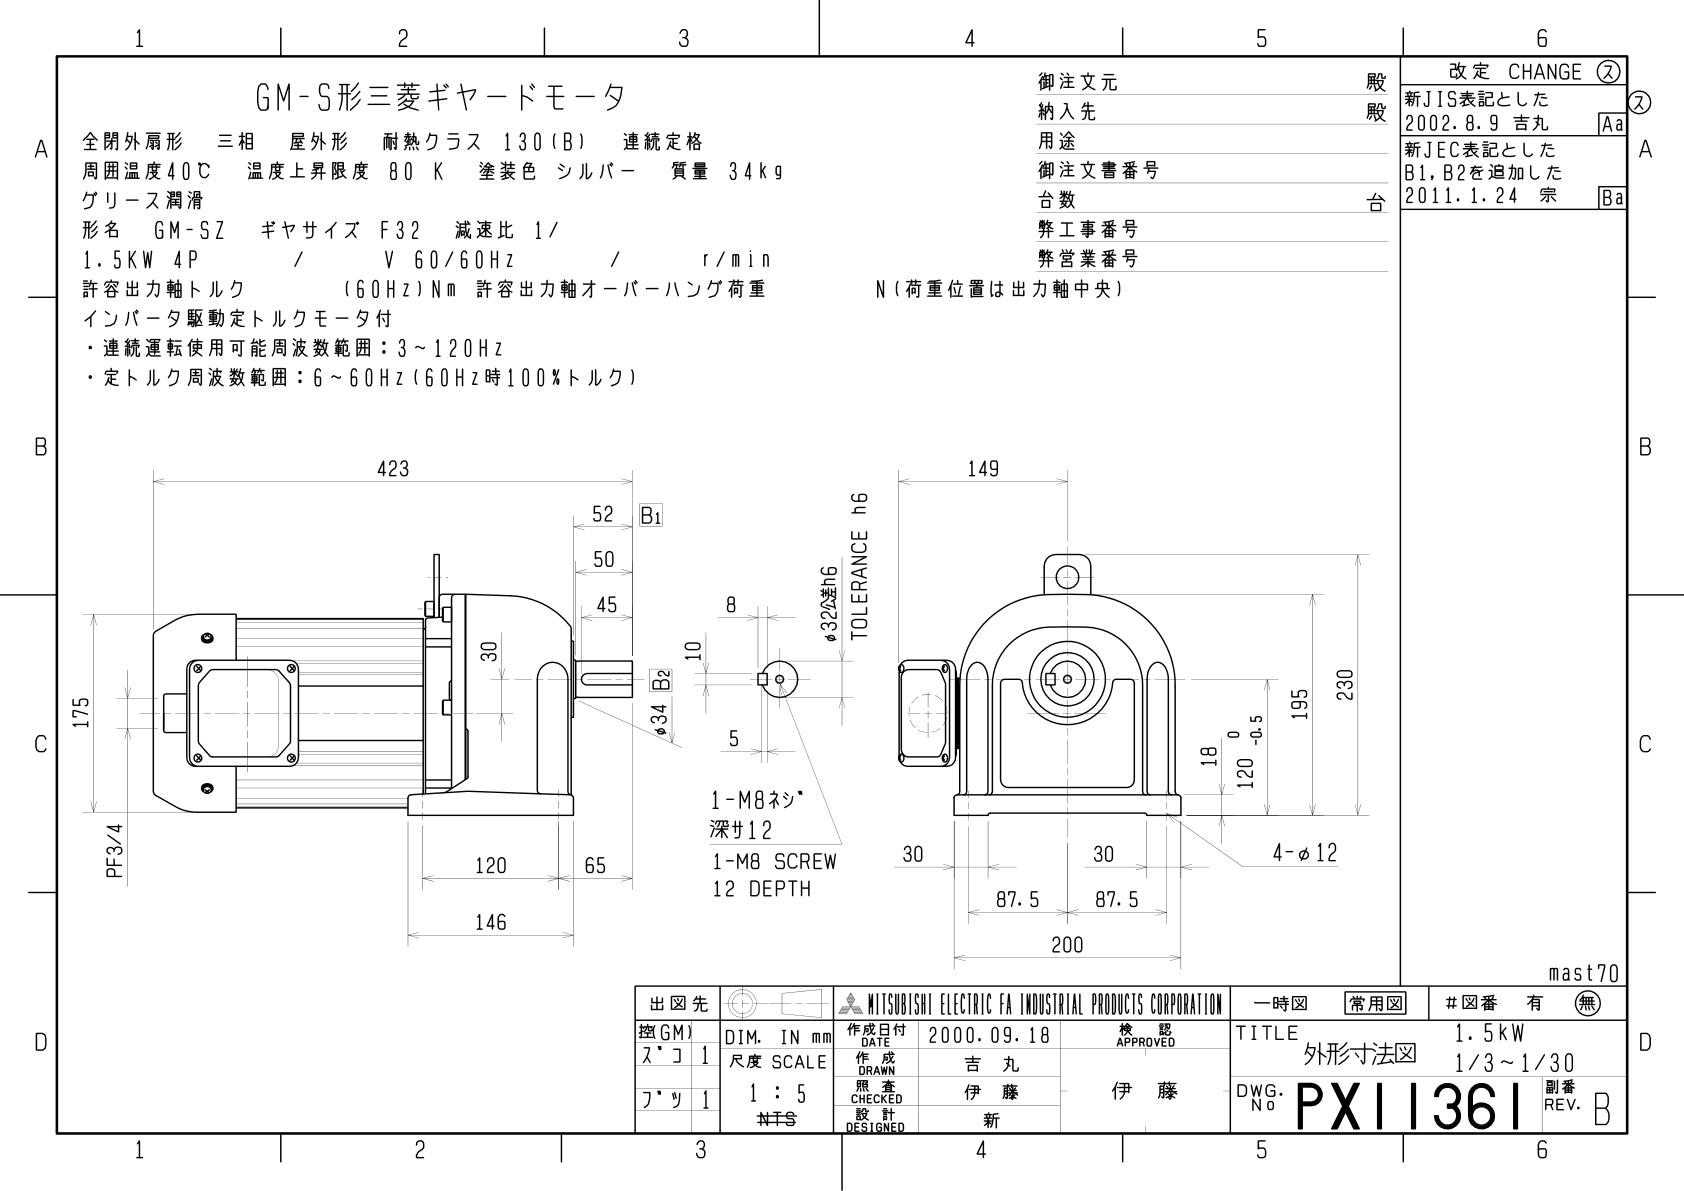 1 2 3 4 5 6
GM-S形三菱ギヤードモータ
全閉外扇形 三相 屋外形 耐熱クラス 130(B) 連続定格
周囲温度40℃ 温度上昇限度 80 K 塗装色 シルバー 質量 34kg
グリース潤滑
形名 GM-SZ ギヤサイズ F32 減速比 1/
1.5KW 4P / V 60/60Hz / r/min
許容出力軸トルク (60Hz)Nm 許容出力軸オーバーハング荷重 N(荷重位置は出力軸中央)
インバータ駆動定トルクモータ付
・連続運転使用可能周波数範囲:3~120Hz
・定トルク周波数範囲:6~60Hz(60Hz時100%トルク)
御注文元 殿
納入先 殿
用途
御注文書番号
台数 台
弊工事番号
弊営業番号
改定 CHANGE ス
新JIS表記とした ス
2002.8.9 吉丸 Aa
新JEC表記とした
B1,B2を追加した
2011.1.24 宗 Ba
A A
B B
C C
D D
423
52 B1
50
45
30
B2
φ34
175
PF3/4
120 65
146
8
10
5
φ32公差h6
TOLERANCE h6
1-M8ネジ
深サ12
1-M8 SCREW
12 DEPTH
149
230
195
0
120 -0.5
18
30 30
4-φ12
87.5 87.5
200
mast70
出図先
控(GM)
ズコ 1
ブツ 1
DIM. IN mm
尺度 SCALE
1 : 5
NTS
MITSUBISHI ELECTRIC FA INDUSTRIAL PRODUCTS CORPORATION
作成日付 DATE 2000.09.18
作成 DRAWN 吉丸
照査 CHECKED 伊藤
設計 DESIGNED 新
検認 APPROVED
伊藤
一時図 常用図 #図番 有 無
TITLE 外形寸法図
1.5kW
1/3~1/30
DWG. No PX11361
副番 REV. B
1 2 3 4 5 6